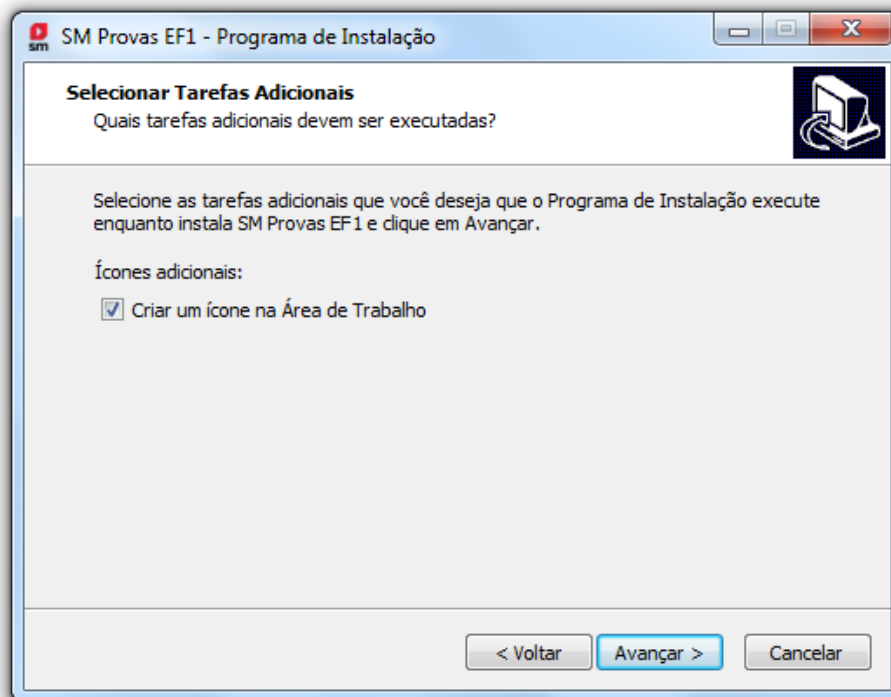 sm
SM Provas EF1 - Programa de Instalação
Selecionar Tarefas Adicionais
Quais tarefas adicionais devem ser executadas?
Selecione as tarefas adicionais que você deseja que o Programa de Instalação execute
enquanto instala SM Provas EF1 e clique em Avançar.
Ícones adicionais:
Criar um ícone na Área de Trabalho
< Voltar
Avançar >
Cancelar